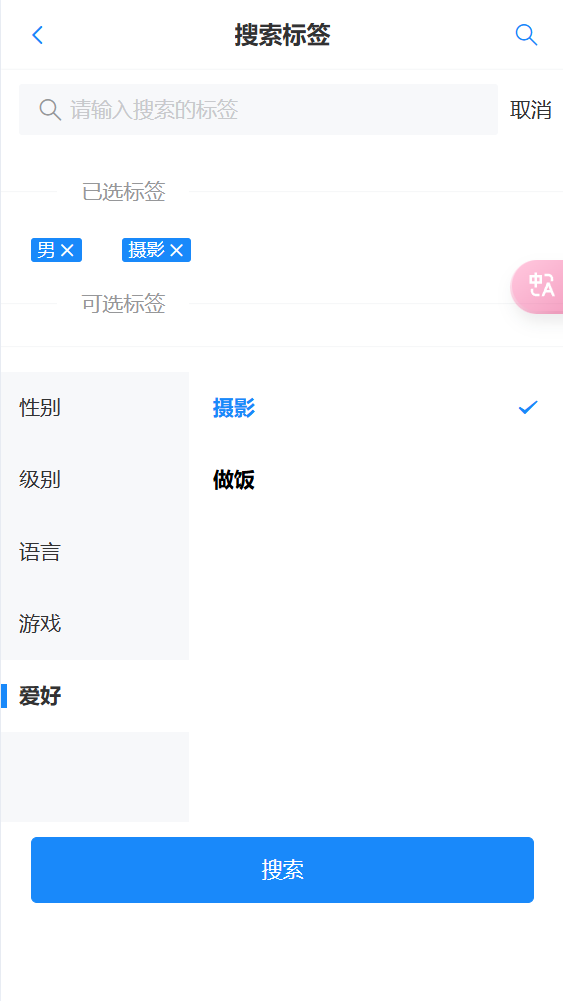 搜索标签
请输入搜索的标签 取消
已选标签
男 摄影
可选标签
中A
性别 摄影
级别 做饭
语言
游戏
爱好
搜索